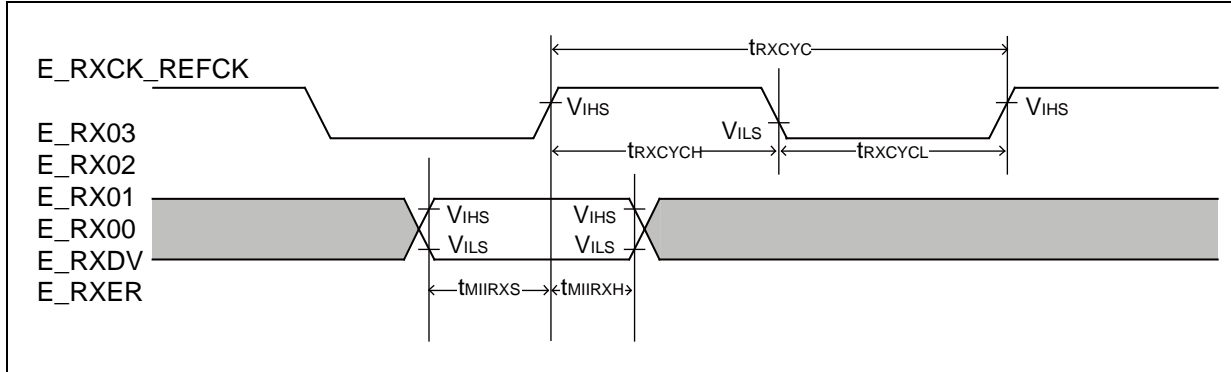 tRXCYC
E_RXCK_REFCK
VIHS
VIHS
VILS
E_RX03
tRXCYCH
tRXCYCL
E_RX02
E_RX01
VIHS
VIHS
E_RX00
VILS
VILS
E_RXDV
tMIIRXS
tMIIRXH
E_RXER